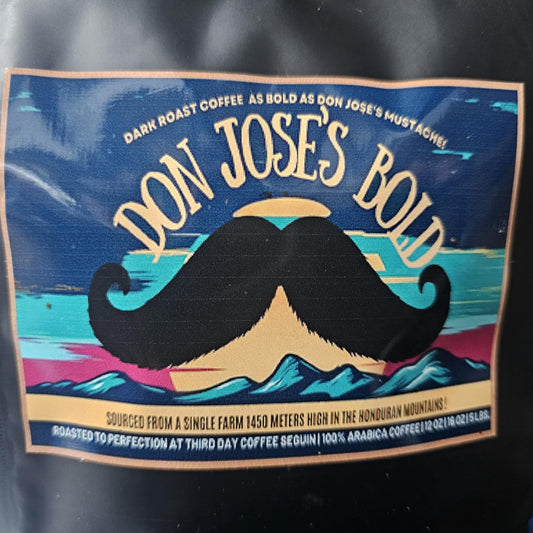 DARK ROAST COFFEE AS BOLD AS DON JOSE'S MUSTACHE!
DON JOSE'S BOLD
SOURCED FROM A SINGLE FARM 1450 METERS HIGH IN THE HONDURAN MOUNTAINS!
ROASTED TO PERFECTION AT THIRD DAY COFFEE SEGUIN | 100% ARABICA COFFEE | 12 OZ | 16 OZ | 5 LBS.